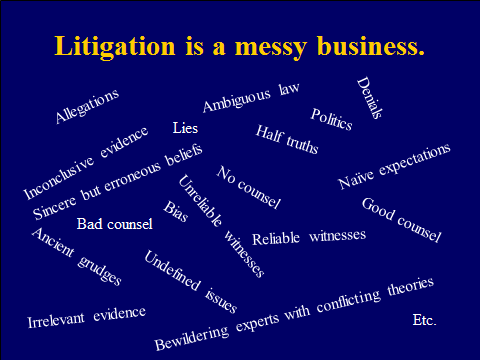 Litigation is a messy business.
Allegations
Ambiguous law
Denials
Politics
Lies
Half truths
Inconclusive evidence
Sincere but erroneous beliefs
No counsel
Naïve expectations
Unreliable witnesses
Bias
Good counsel
Bad counsel
Reliable witnesses
Ancient grudges
Undefined issues
Irrelevant evidence
Bewildering experts with conflicting theories
Etc.